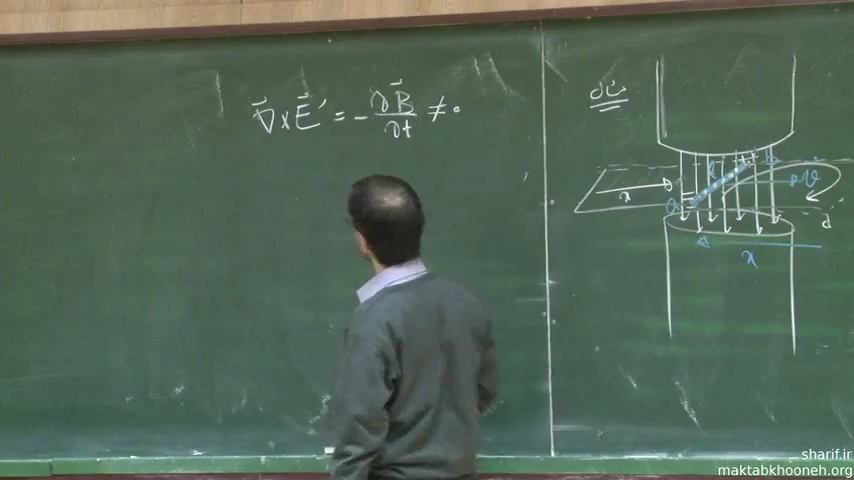 ∇⃗ × E⃗' = - ∂B⃗/∂t ≠ 0
مثال
x
l
v
x
d
sharif.ir
maktabkhooneh.org